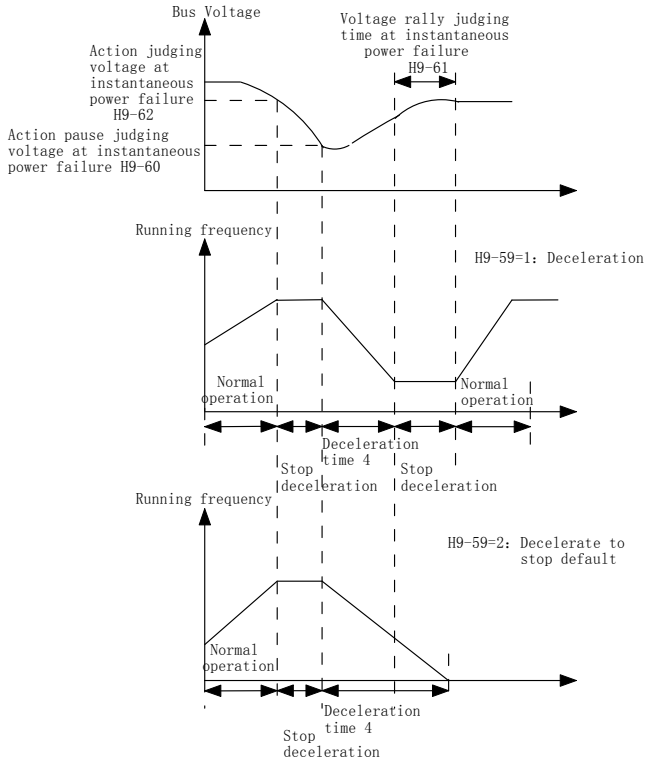 Bus Voltage
Action judging
voltage at
instantaneous
power failure
H9-62
Voltage rally judging
time at instantaneous
power failure
H9-61
Action pause judging
voltage at instantaneous
power failure H9-60
Running frequency
H9-59=1: Deceleration
Normal
operation
Normal
operation
Deceleration
time 4
Stop
deceleration
Stop
deceleration
Running frequency
H9-59=2: Decelerate to
stop default
Normal
operation
Deceleration
time 4
Stop
deceleration